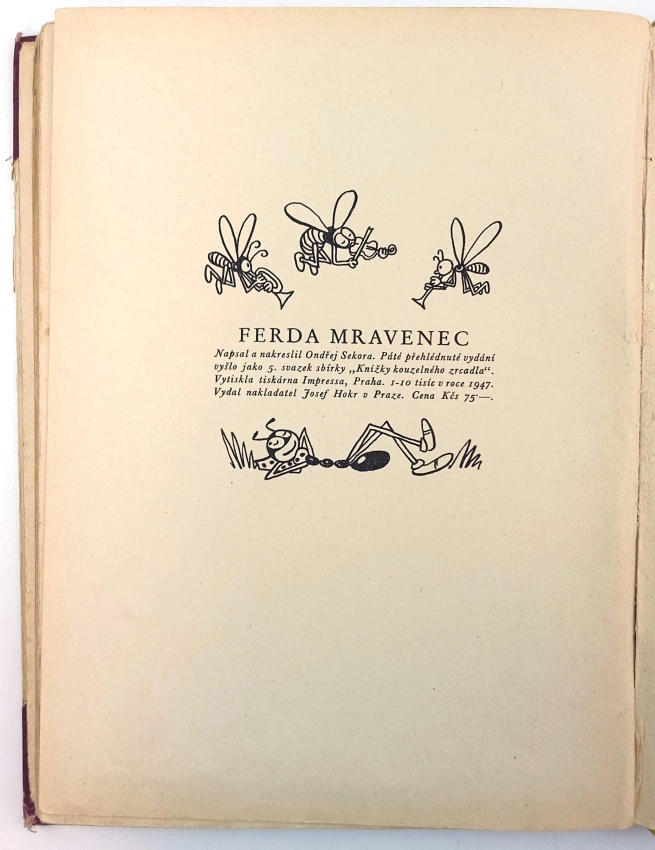 FERDA MRAVENEC
Napsal a nakreslil Ondřej Sekora. Páté přehlédnuté vydání
vyšlo jako 5. svazek sbírky „Knížky kouzelného zrcadla“.
Vytiskla tiskárna Impressa, Praha. 1-10 tisíc v roce 1947.
Vydal nakladatel Josef Hokr v Praze. Cena Kčs 75·—.